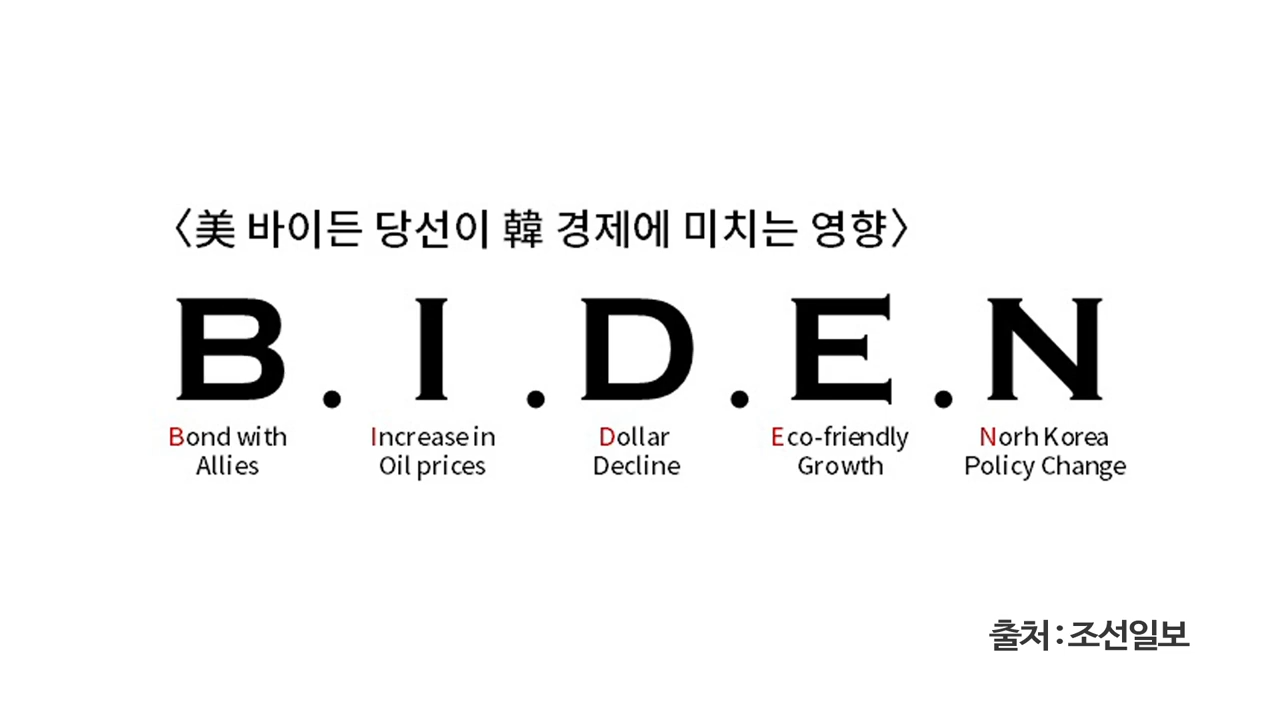 〈美 바이든 당선이 韓 경제에 미치는 영향〉
B . I . D . E . N
Bond with
Allies
Increase in
Oil prices
Dollar
Decline
Eco-friendly
Growth
Norh Korea
Policy Change
출처 : 조선일보